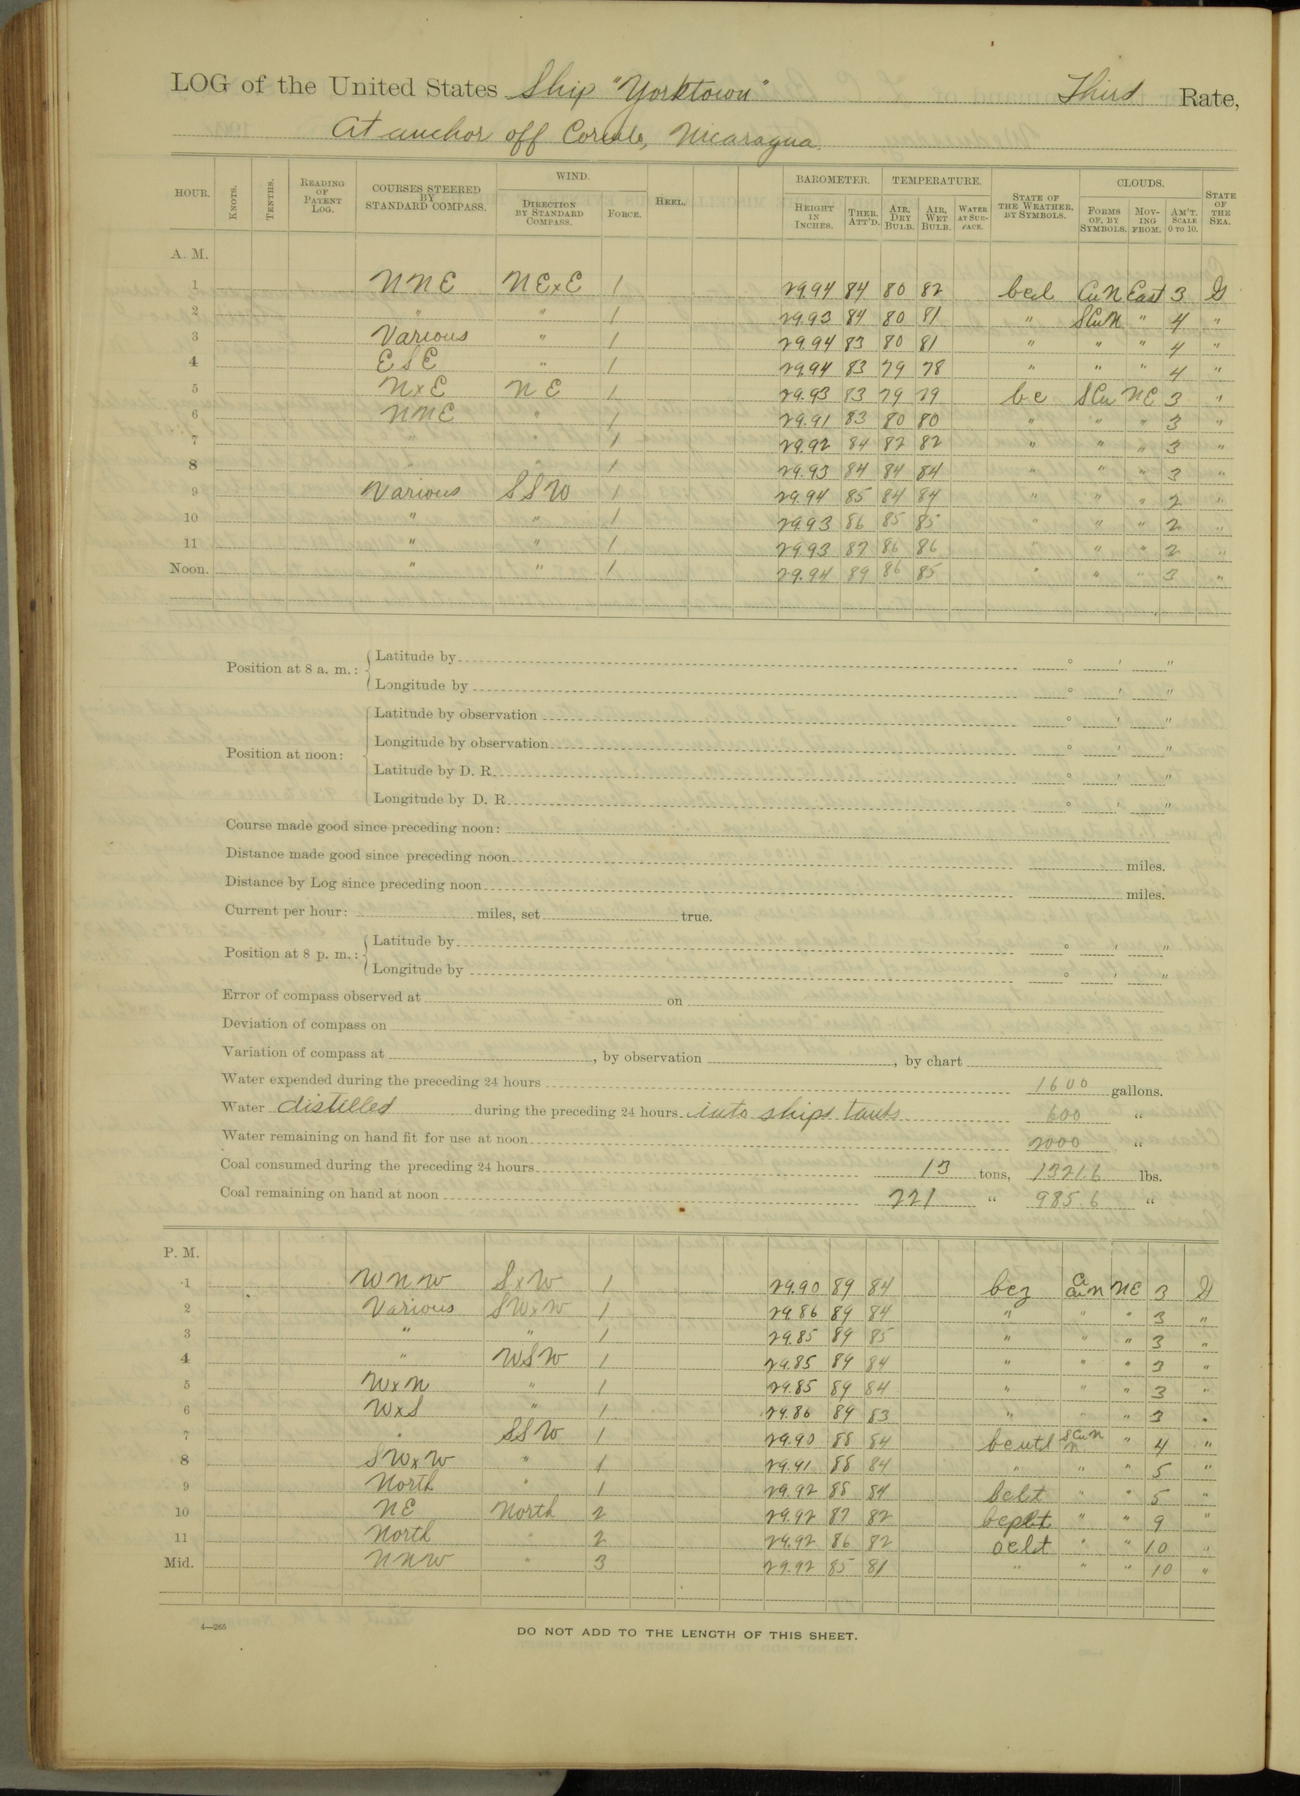 LOG of the United States Ship "Yorktown" Third Rate,
At anchor off Corinto, Nicaragua.
HOUR. KNOTS. TENTHS. READING OF PATENT LOG. COURSES STEERED BY STANDARD COMPASS. WIND. DIRECTION BY STANDARD COMPASS. FORCE. HEEL. BAROMETER. HEIGHT IN INCHES. THER. ATT'D. TEMPERATURE. AIR, DRY BULB. AIR, WET BULB. WATER AT SURFACE. STATE OF THE WEATHER, BY SYMBOLS. CLOUDS. FORMS OF, BY SYMBOLS. MOVING FROM. AM'T. SCALE 0 TO 10. STATE OF THE SEA.
A. M.
1 NNE NExE 1 29.94 84 80 82 bcl CuN East 3 G
2 " " 1 29.93 84 80 81 " SCuN " 4 "
3 Various " 1 29.94 83 80 81 " " " 4 "
4 ESE " 1 29.94 83 79 78 " " " 4 "
5 NxE NE 1 29.93 83 79 79 bc SCu NE 3 "
6 NNE " 1 29.91 83 80 80 " " " 3 "
7 " " 1 29.92 84 82 82 " " " 3 "
8 " " 1 29.93 84 84 84 " " " 3 "
9 Various SSW 1 29.94 85 84 84 " " " 2 "
10 " " 1 29.93 86 85 85 " " " 2 "
11 " " 1 29.93 87 86 86 " " " 2 "
Noon. " " 1 29.94 89 86 85 " " " 3 "
Position at 8 a. m.: Latitude by ° ' "
Longitude by ° ' "
Position at noon: Latitude by observation ° ' "
Longitude by observation ° ' "
Latitude by D. R. ° ' "
Longitude by D. R. ° ' "
Course made good since preceding noon:
Distance made good since preceding noon miles.
Distance by Log since preceding noon miles.
Current per hour: miles, set true.
Position at 8 p. m.: Latitude by ° ' "
Longitude by ° ' "
Error of compass observed at on
Deviation of compass on
Variation of compass at , by observation , by chart
Water expended during the preceding 24 hours 1600 gallons.
Water distilled during the preceding 24 hours. into ships tanks 600 "
Water remaining on hand fit for use at noon 2000 "
Coal consumed during the preceding 24 hours 13 tons, 1321.6 lbs.
Coal remaining on hand at noon 221 " 985.6 "
P. M.
1 WNW SxW 1 29.90 89 84 bcz Ci CuN NE 3 G
2 Various SWxW 1 29.86 89 84 " " " 3 "
3 " " 1 29.85 89 85 " " " 3 "
4 " WSW 1 29.85 89 84 " " " 3 "
5 WxN " 1 29.85 89 84 " " " 3 "
6 WxS " 1 29.86 89 83 " " " 3 "
7 " SSW 1 29.90 88 84 bcutl SCuN N " 4 "
8 SWxW " 1 29.91 88 84 " " " 5 "
9 North " 1 29.92 88 84 bclt " " 5 "
10 NE North 2 29.92 87 82 bcplt " " 9 "
11 North " 2 29.92 86 82 oclt " " 10 "
Mid. NNW " 3 29.92 85 81 " " " 10 "
4—265
DO NOT ADD TO THE LENGTH OF THIS SHEET.